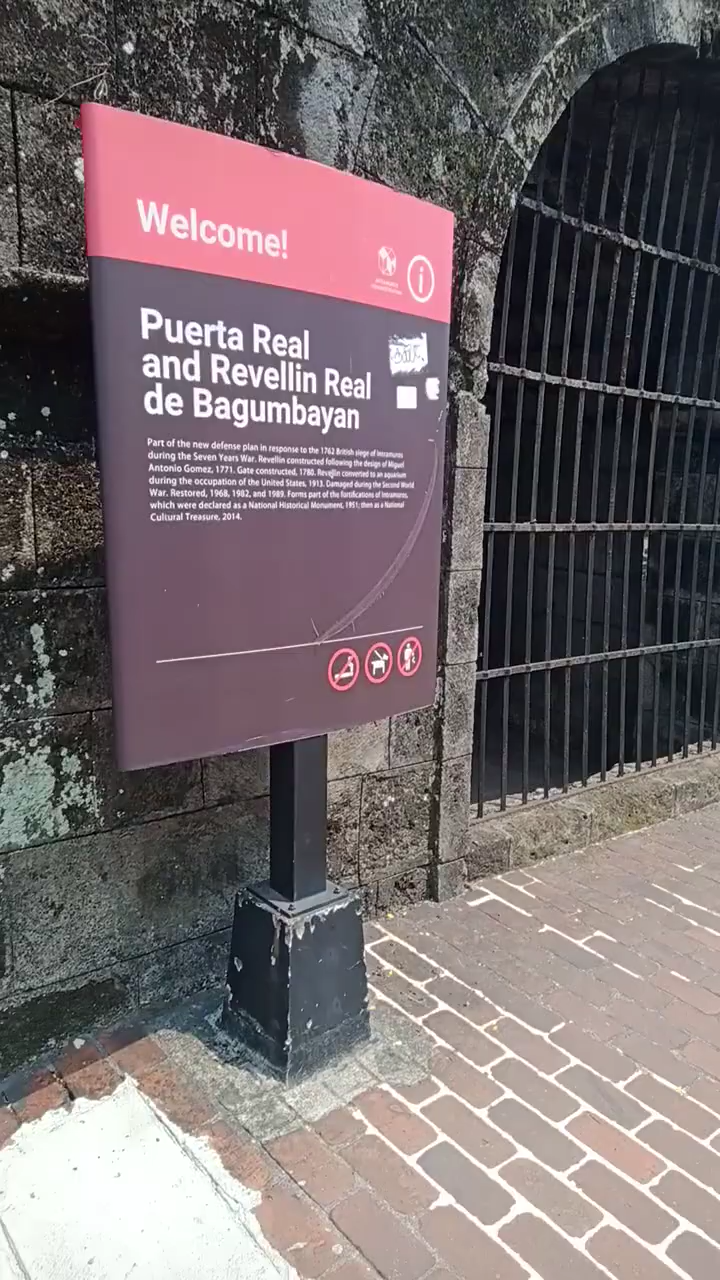 Welcome!
Puerta Real
and Revellin Real
de Bagumbayan
Part of the new defense plan in response to the 1762 British siege of Intramuros
during the Seven Years War. Revellin constructed following the design of Miguel
Antonio Gomez, 1771. Gate constructed, 1780. Revellin converted to an aquarium
during the occupation of the United States, 1913. Damaged during the Second World
War. Restored, 1968, 1982, and 1989. Forms part of the fortifications of Intramuros,
which were declared as a National Historical Monument, 1951; then as a National
Cultural Treasure, 2014.